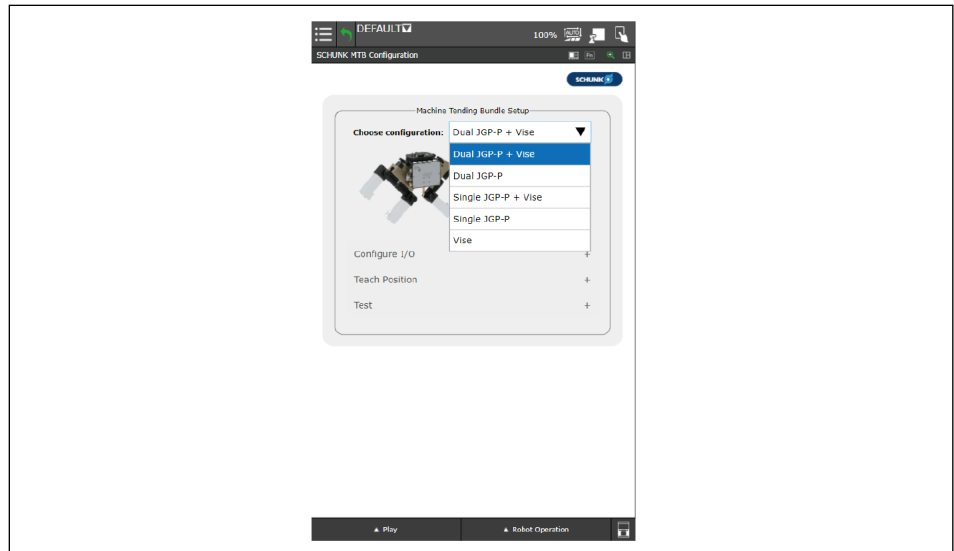 DEFAULT
100%
AUTO
SCHUNK MTB Configuration
Fn
SCHUNK
Machine Tending Bundle Setup
Choose configuration: Dual JGP-P + Vise
Dual JGP-P + Vise
Dual JGP-P
Single JGP-P + Vise
Single JGP-P
Vise
Configure I/O +
Teach Position +
Test +
▲ Play
▲ Robot Operation